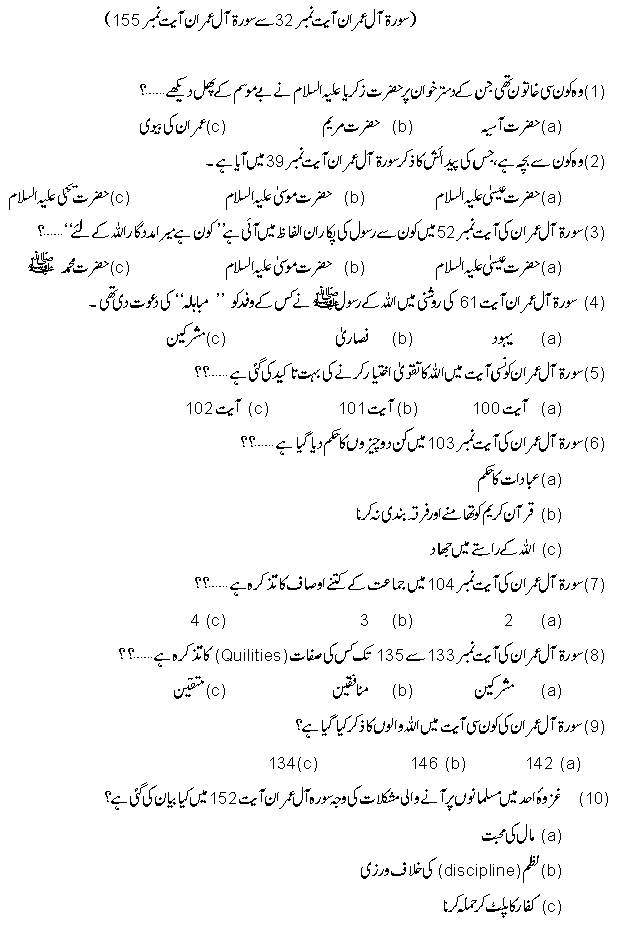 (سورۃ آل عمران آیت نمبر 32 سے سورۃ آل عمران آیت نمبر 155)
(1) وہ کون سی خاتون تھی جن کے دسترخوان پر حضرت زکریا علیہ السلام نے بے موسم کے پھل دیکھے.....؟
(a) حضرت آسیہ (b) حضرت مریم (c) عمران کی بیوی
(2) وہ کون سے بچہ ہے، جس کی پیدائش کا ذکر سورۃ آل عمران آیت نمبر 39 میں آیا ہے ۔
(a) حضرت عیسیٰ علیہ السلام (b) حضرت موسیٰ علیہ السلام (c) حضرت یحیٰ علیہ السلام
(3) سورۃ آل عمران کی آیت نمبر 52 میں کون سے رسول کی پکار ان الفاظ میں آئی ہے ”کون ہے میرا مددگار اللہ کے لئے“.....؟
(a) حضرت عیسیٰ علیہ السلام (b) حضرت موسیٰ علیہ السلام (c) حضرت محمد ﷺ
(4) سورۃ آل عمران آیت 61 کی روشنی میں اللہ کے رسول ﷺ نے کس کے وفد کو ” مباہلہ“ کی دعوت دی تھی ۔
(a) یہود (b) نصاریٰ (c) مشرکین
(5) سورۃ آل عمران کونسی آیت میں اللہ کا تقویٰ اختیار کرنے کی بہت تاکید کی گئی ہے.....؟؟
(a) آیت 100 (b) آیت 101 (c) آیت 102
(6) سورۃ آل عمران کی آیت نمبر 103 میں کن دو چیزوں کا حکم دیا گیا ہے.....؟؟
(a) عبادات کا حکم
(b) قرآن کریم کو تھامنے اور فرقہ بندی نہ کرنا
(c) اللہ کے راستے میں جہاد
(7) سورۃ آل عمران کی آیت نمبر 104 میں جماعت کے کتنے اوصاف کا تذکرہ ہے.....؟؟
(a) 2 (b) 3 (c) 4
(8) سورۃ آل عمران کی آیت نمبر 133 سے 135 تک کس کی صفات (Quilities) کا تذکرہ ہے.....؟؟
(a) مشرکین (b) منافقین (c) متقین
(9) سورۃ آل عمران کی کون سی آیت میں اللہ والوں کا ذکر کیا گیا ہے؟
(a) 142 (b) 146 (c) 134
(10) غزوۂ احد میں مسلمانوں پر آنے والی مشکلات کی وجہ سورہ آل عمران آیت 152 میں کیا بیان کی گئی ہے؟
(a) مال کی محبت
(b) نظم (discipline) کی خلاف ورزی
(c) کفار کا پلٹ کر حملہ کرنا